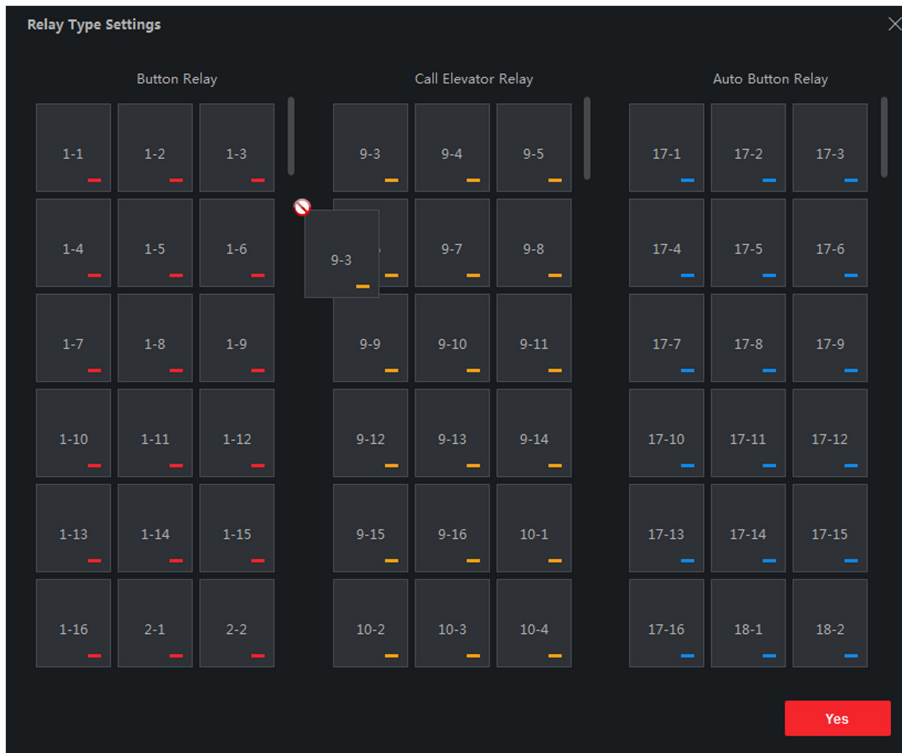 Relay Type Settings
Button Relay Call Elevator Relay Auto Button Relay
1-1 1-2 1-3 9-3 9-4 9-5 17-1 17-2 17-3
1-4 1-5 1-6 9-7 9-8 17-4 17-5 17-6
9-3
1-7 1-8 1-9 9-9 9-10 9-11 17-7 17-8 17-9
1-10 1-11 1-12 9-12 9-13 9-14 17-10 17-11 17-12
1-13 1-14 1-15 9-15 9-16 10-1 17-13 17-14 17-15
1-16 2-1 2-2 10-2 10-3 10-4 17-16 18-1 18-2
Yes